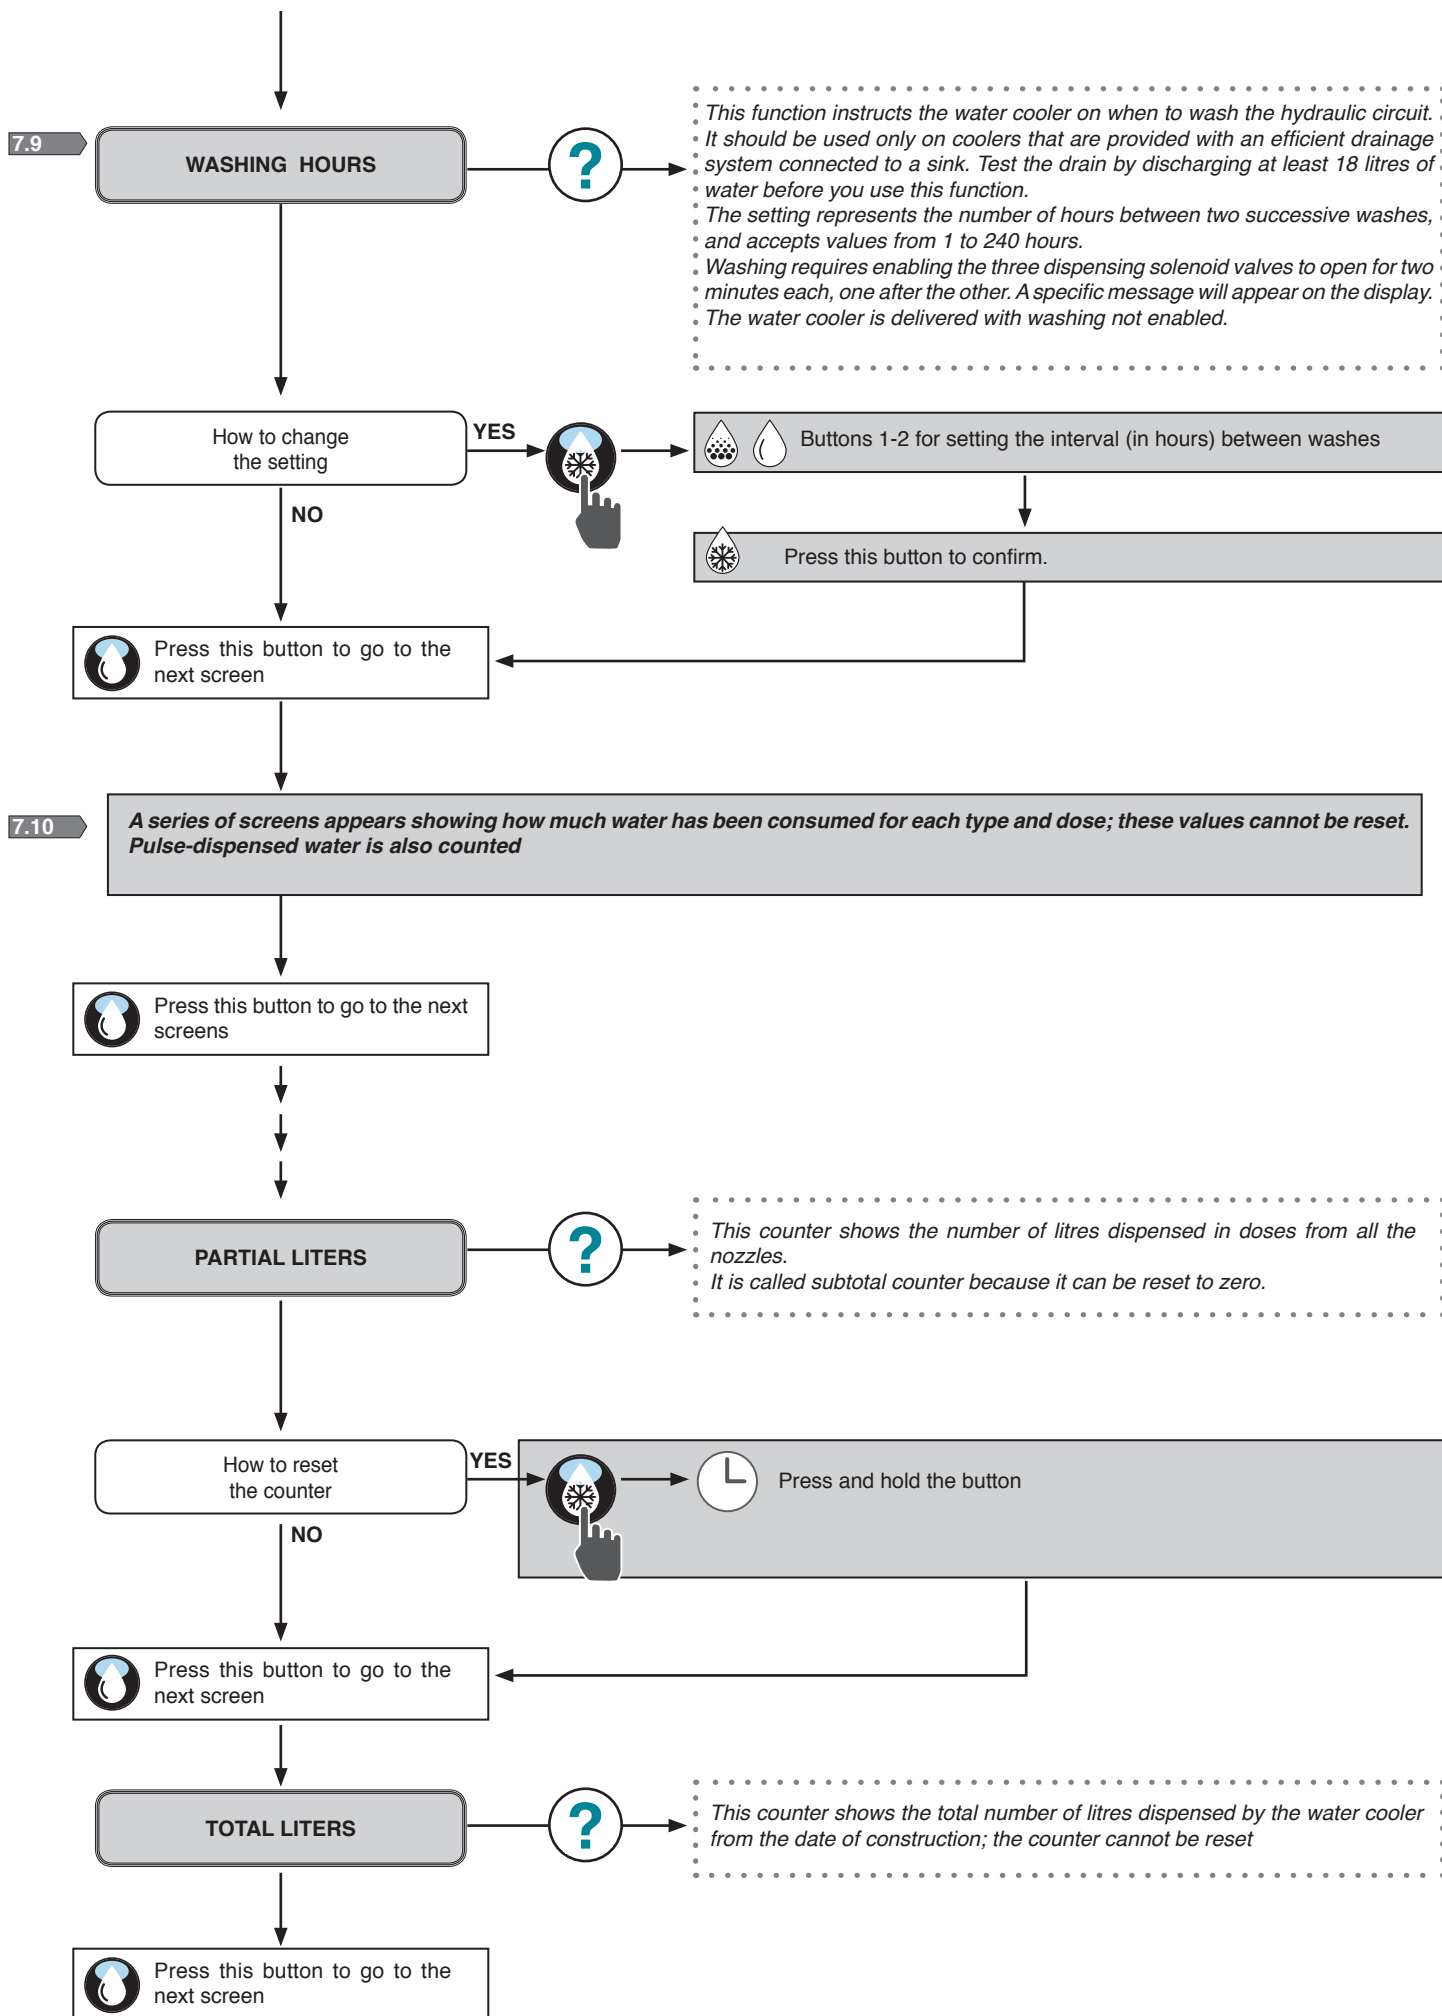 7.9
WASHING HOURS
?
This function instructs the water cooler on when to wash the hydraulic circuit.
It should be used only on coolers that are provided with an efficient drainage
system connected to a sink. Test the drain by discharging at least 18 litres of
water before you use this function.
The setting represents the number of hours between two successive washes,
and accepts values from 1 to 240 hours.
Washing requires enabling the three dispensing solenoid valves to open for two
minutes each, one after the other. A specific message will appear on the display.
The water cooler is delivered with washing not enabled.
How to change
the setting
YES
Buttons 1-2 for setting the interval (in hours) between washes
NO
Press this button to confirm.
Press this button to go to the
next screen
7.10
A series of screens appears showing how much water has been consumed for each type and dose; these values cannot be reset.
Pulse-dispensed water is also counted
Press this button to go to the next
screens
PARTIAL LITERS
?
This counter shows the number of litres dispensed in doses from all the
nozzles.
It is called subtotal counter because it can be reset to zero.
How to reset
the counter
YES
Press and hold the button
NO
Press this button to go to the
next screen
TOTAL LITERS
?
This counter shows the total number of litres dispensed by the water cooler
from the date of construction; the counter cannot be reset
Press this button to go to the
next screen